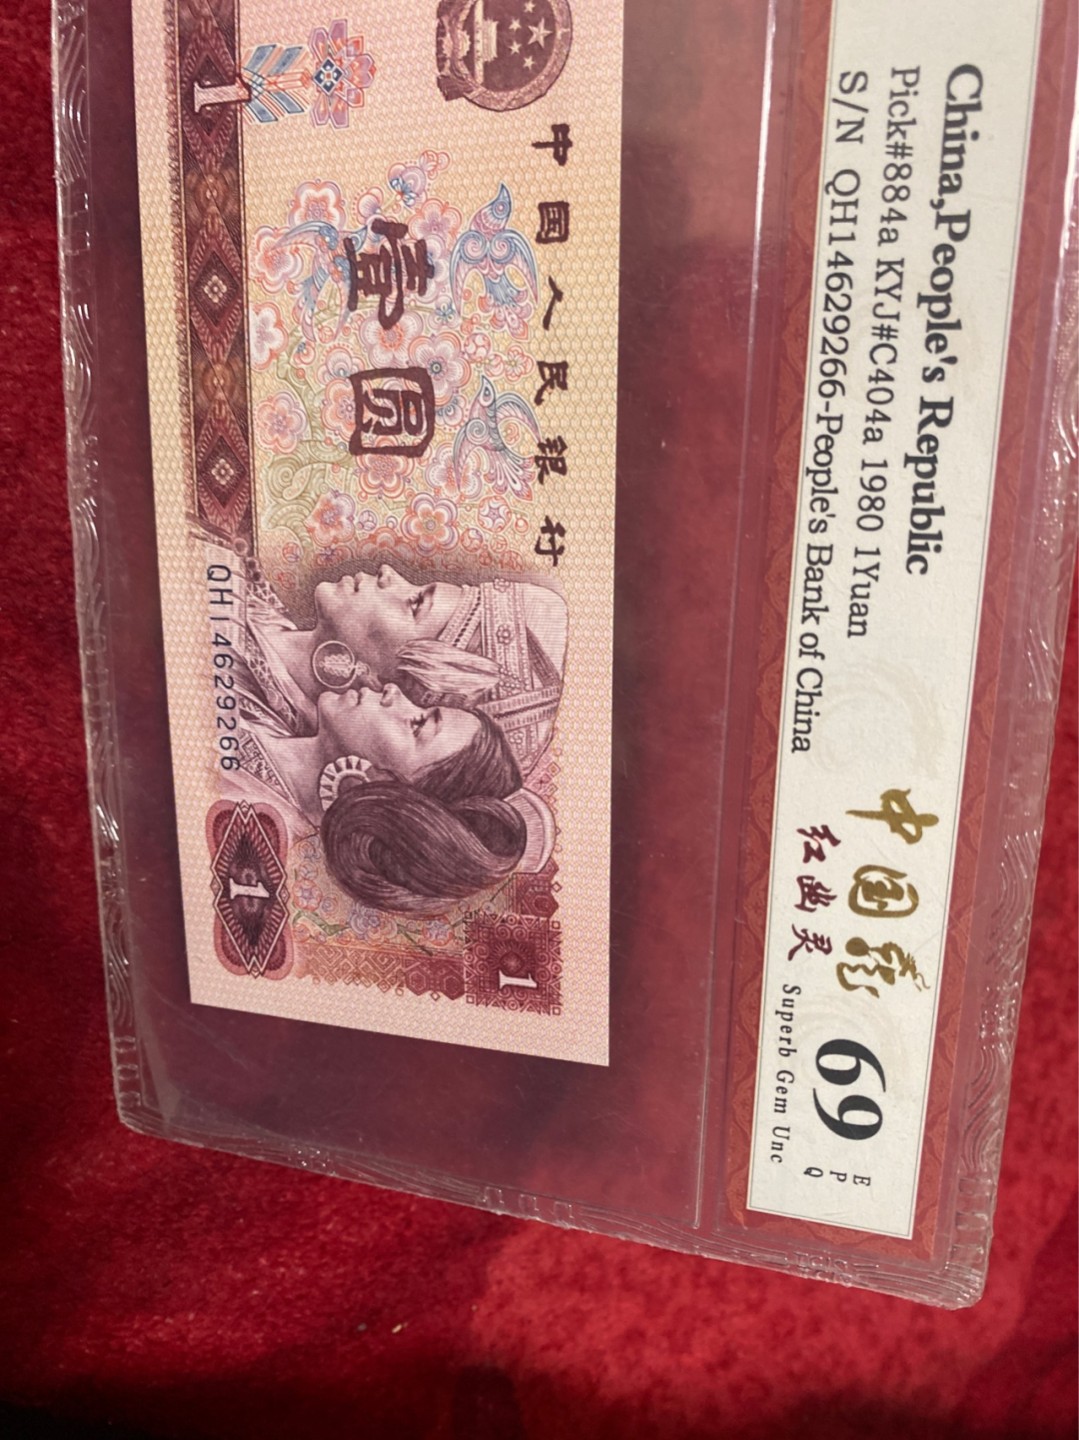 China,People's Republic
Pick#884a KYJ#C404a 1980 1Yuan
S/N QH14629266-People's Bank of China
中国龙
红幽灵
69
EPQ
Superb Gem Unc
中国人民银行
1
壹圆
QH14629266
1
1